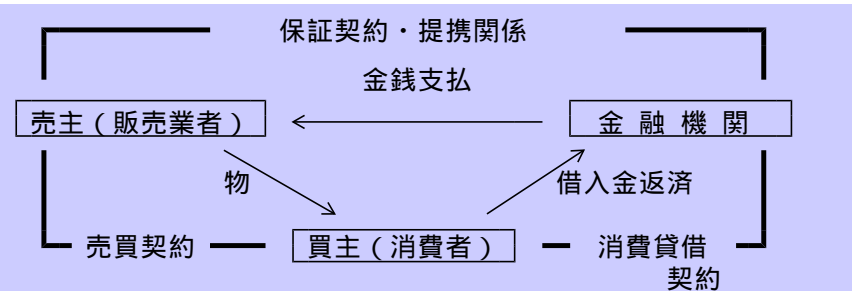 保証契約・提携関係
金銭支払
売主(販売業者)
金融機関
物
借入金返済
売買契約
買主(消費者)
消費貸借
契約